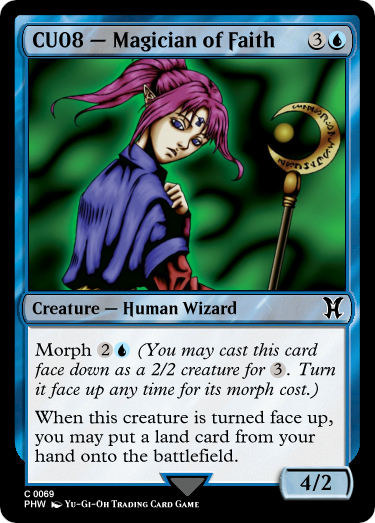 CU08 — Magician of Faith 3
Creature — Human Wizard
Morph 2 (You may cast this card
face down as a 2/2 creature for 3. Turn
it face up any time for its morph cost.)
When this creature is turned face up,
you may put a land card from your
hand onto the battlefield.
4/2
C 0069
PHW Yu-Gi-Oh Trading Card Game